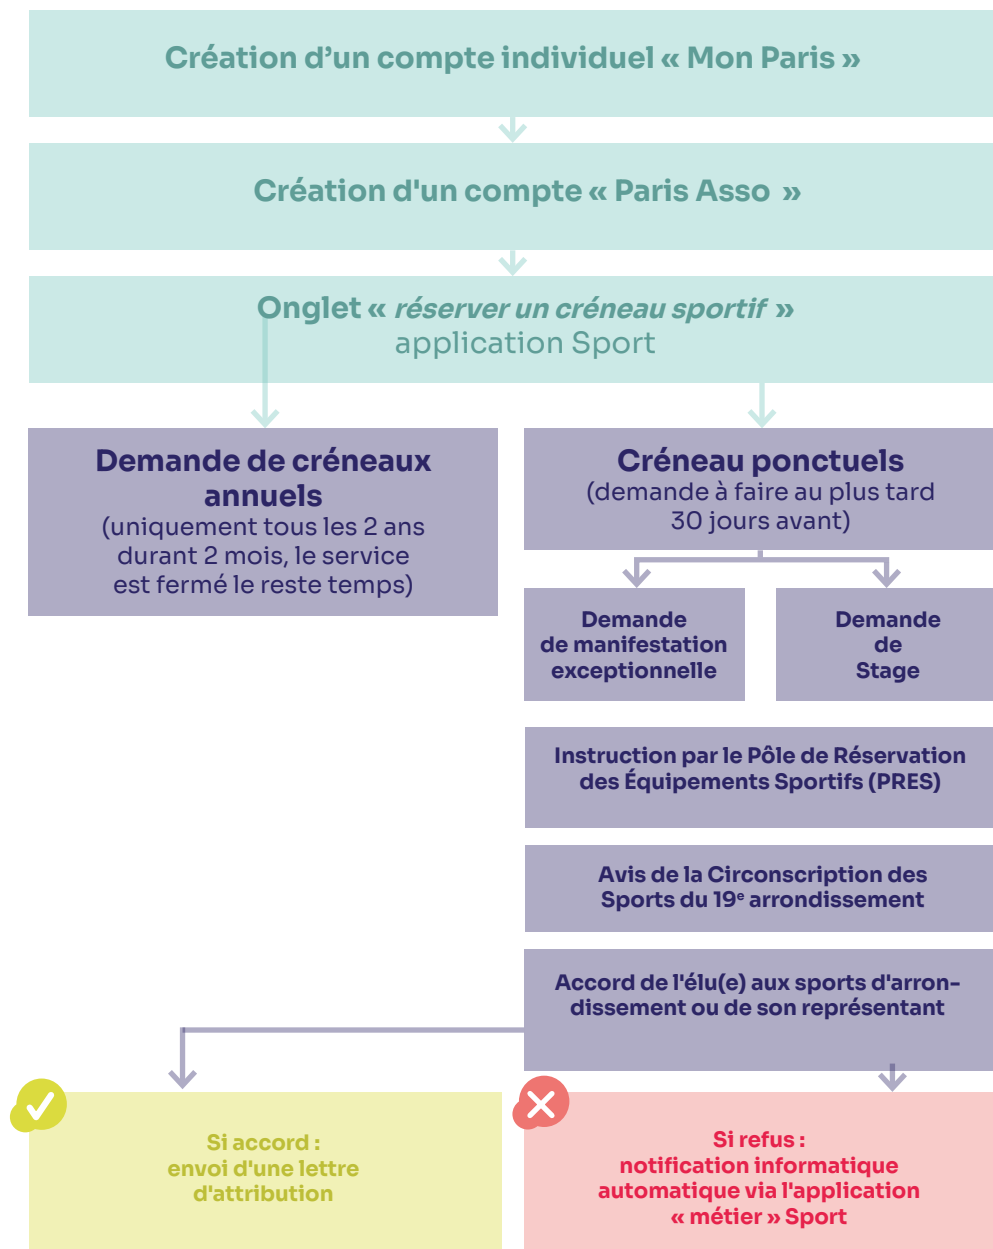 Création d’un compte individuel « Mon Paris »
Création d'un compte « Paris Asso  »
Onglet « réserver un créneau sportif »
application Sport
Demande de créneaux
annuels
(uniquement tous les 2 ans
durant 2 mois, le service
est fermé le reste temps)
Créneau ponctuels
(demande à faire au plus tard
30 jours avant)
Demande
de manifestation
exceptionnelle
Demande
de
Stage
Instruction par le Pôle de Réservation
des Équipements Sportifs (PRES)
Avis de la Circonscription des
Sports du 19e arrondissement
Accord de l'élu(e) aux sports d'arron-
dissement ou de son représentant
Si accord :
envoi d'une lettre
d'attribution
Si refus :
notification informatique
automatique via l'application
« métier » Sport